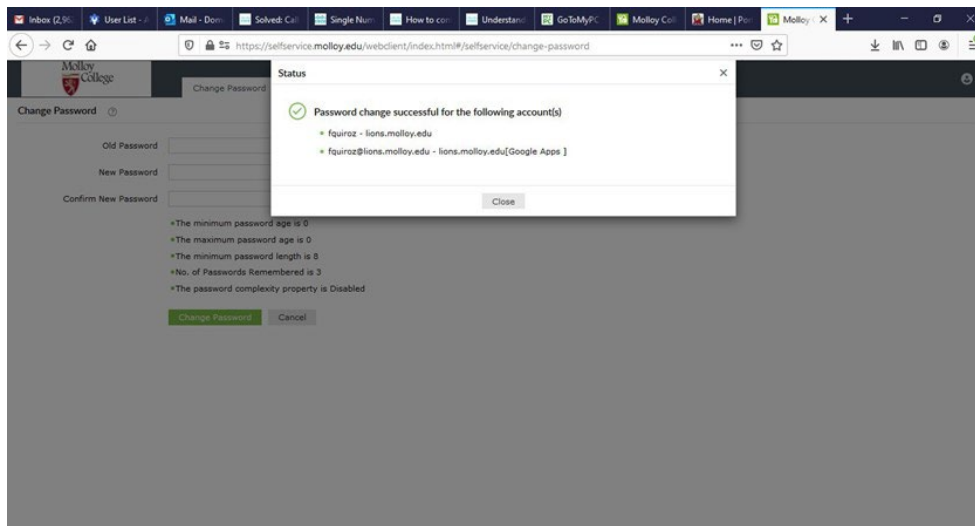 Inbox (2,96
User List - A
Mail - Dom
Solved: Call
Single Num
How to con
Understand
GoToMyPC
Molloy Coll
Home | Por
Molloy C
https://selfservice.molloy.edu/webclient/index.html#/selfservice/change-password
Molloy
College
Change Password
Status
Password change successful for the following account(s)
fquiroz - lions.molloy.edu
fquiroz@lions.molloy.edu - lions.molloy.edu[Google Apps ]
Close
Change Password
Old Password
New Password
Confirm New Password
The minimum password age is 0
The maximum password age is 0
The minimum password length is 8
No. of Passwords Remembered is 3
The password complexity property is Disabled
Change Password
Cancel